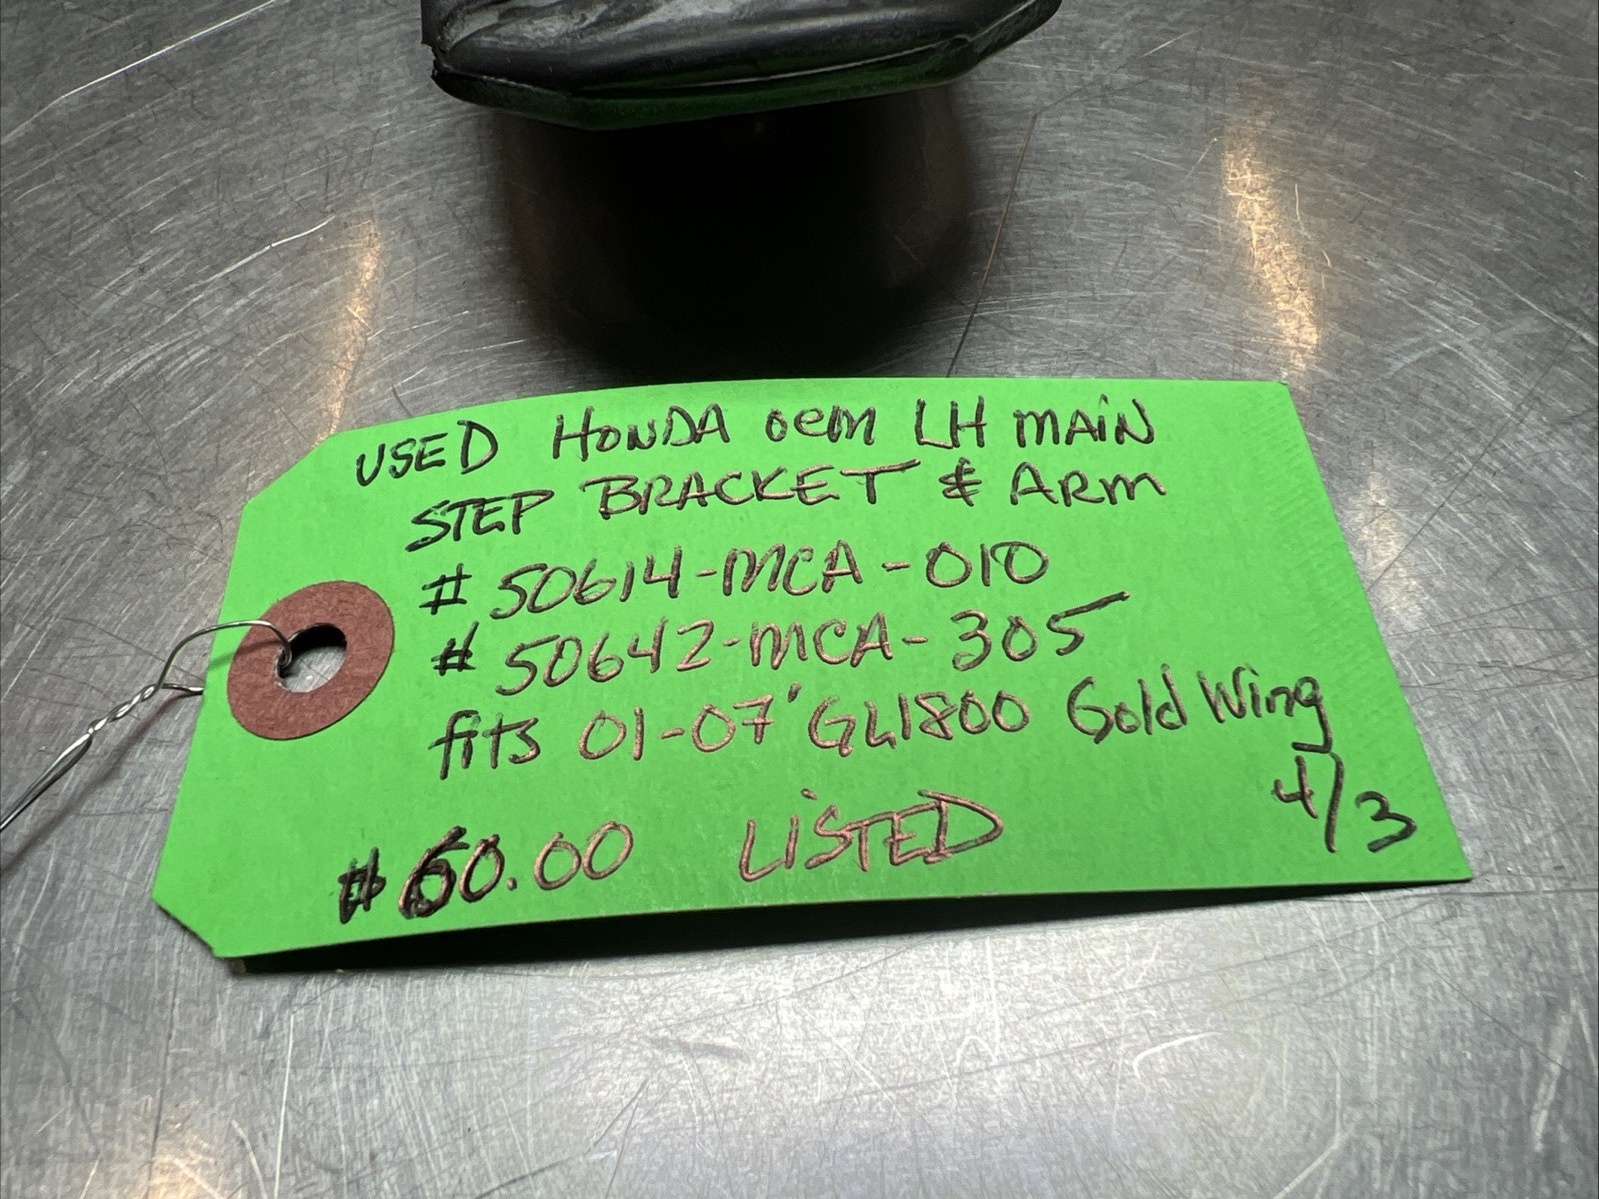 USED HONDA OEM LH MAIN
STEP BRACKET & ARM
# 50614-MCA-010
# 50642-MCA-305
fits 01-07' GL1800 Gold Wing
4/3
$60.00 LISTED